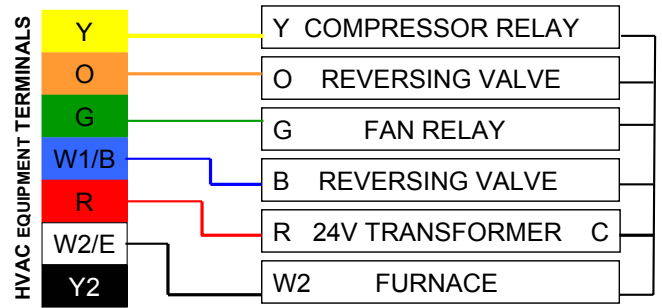 HVAC EQUIPMENT TERMINALS
Y
O
G
W1/B
R
W2/E
Y2
Y COMPRESSOR RELAY
O REVERSING VALVE
G FAN RELAY
B REVERSING VALVE
R 24V TRANSFORMER C
W2 FURNACE